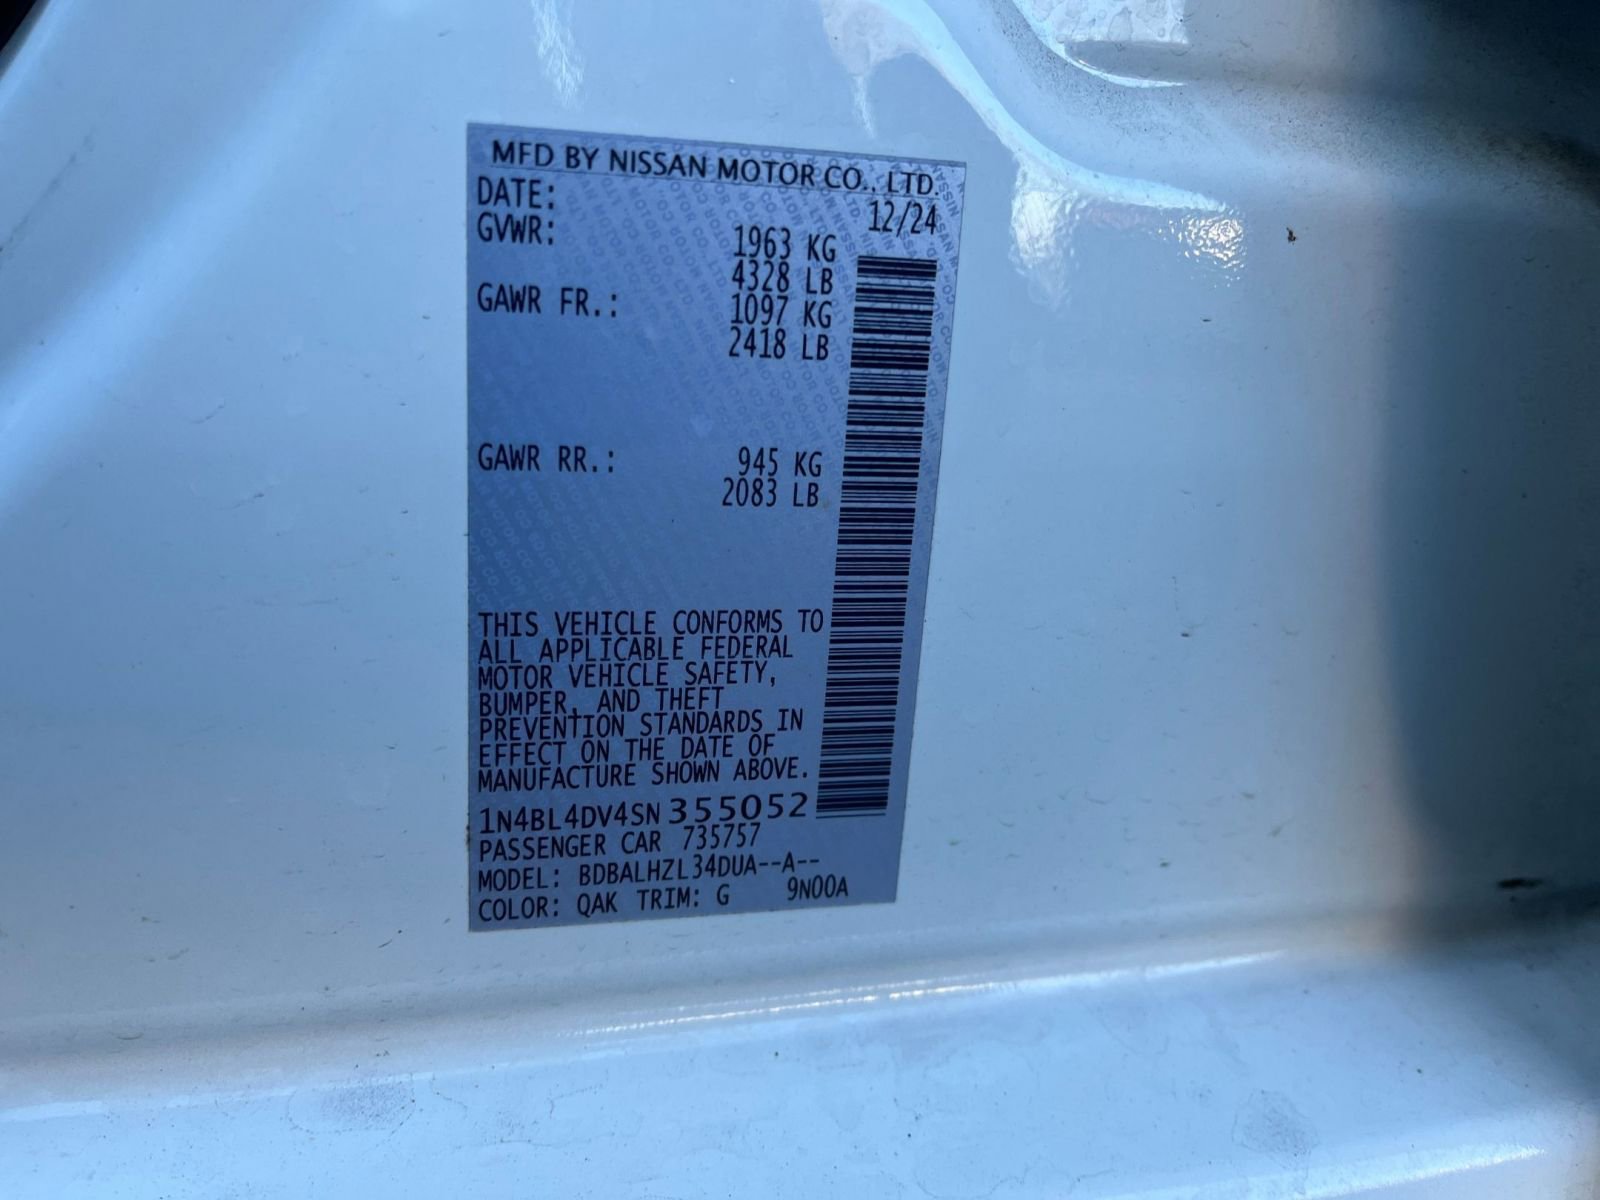 MFD BY NISSAN MOTOR CO., LTD.
DATE: 12/24
GVWR: 1963 KG
4328 LB
GAWR FR.: 1097 KG
2418 LB
GAWR RR.: 945 KG
2083 LB
THIS VEHICLE CONFORMS TO
ALL APPLICABLE FEDERAL
MOTOR VEHICLE SAFETY,
BUMPER, AND THEFT
PREVENTION STANDARDS IN
EFFECT ON THE DATE OF
MANUFACTURE SHOWN ABOVE.
1N4BL4DV4SN355052
PASSENGER CAR 735757
MODEL: BDBALHZL34DUA--A--
COLOR: QAK TRIM: G 9N00A